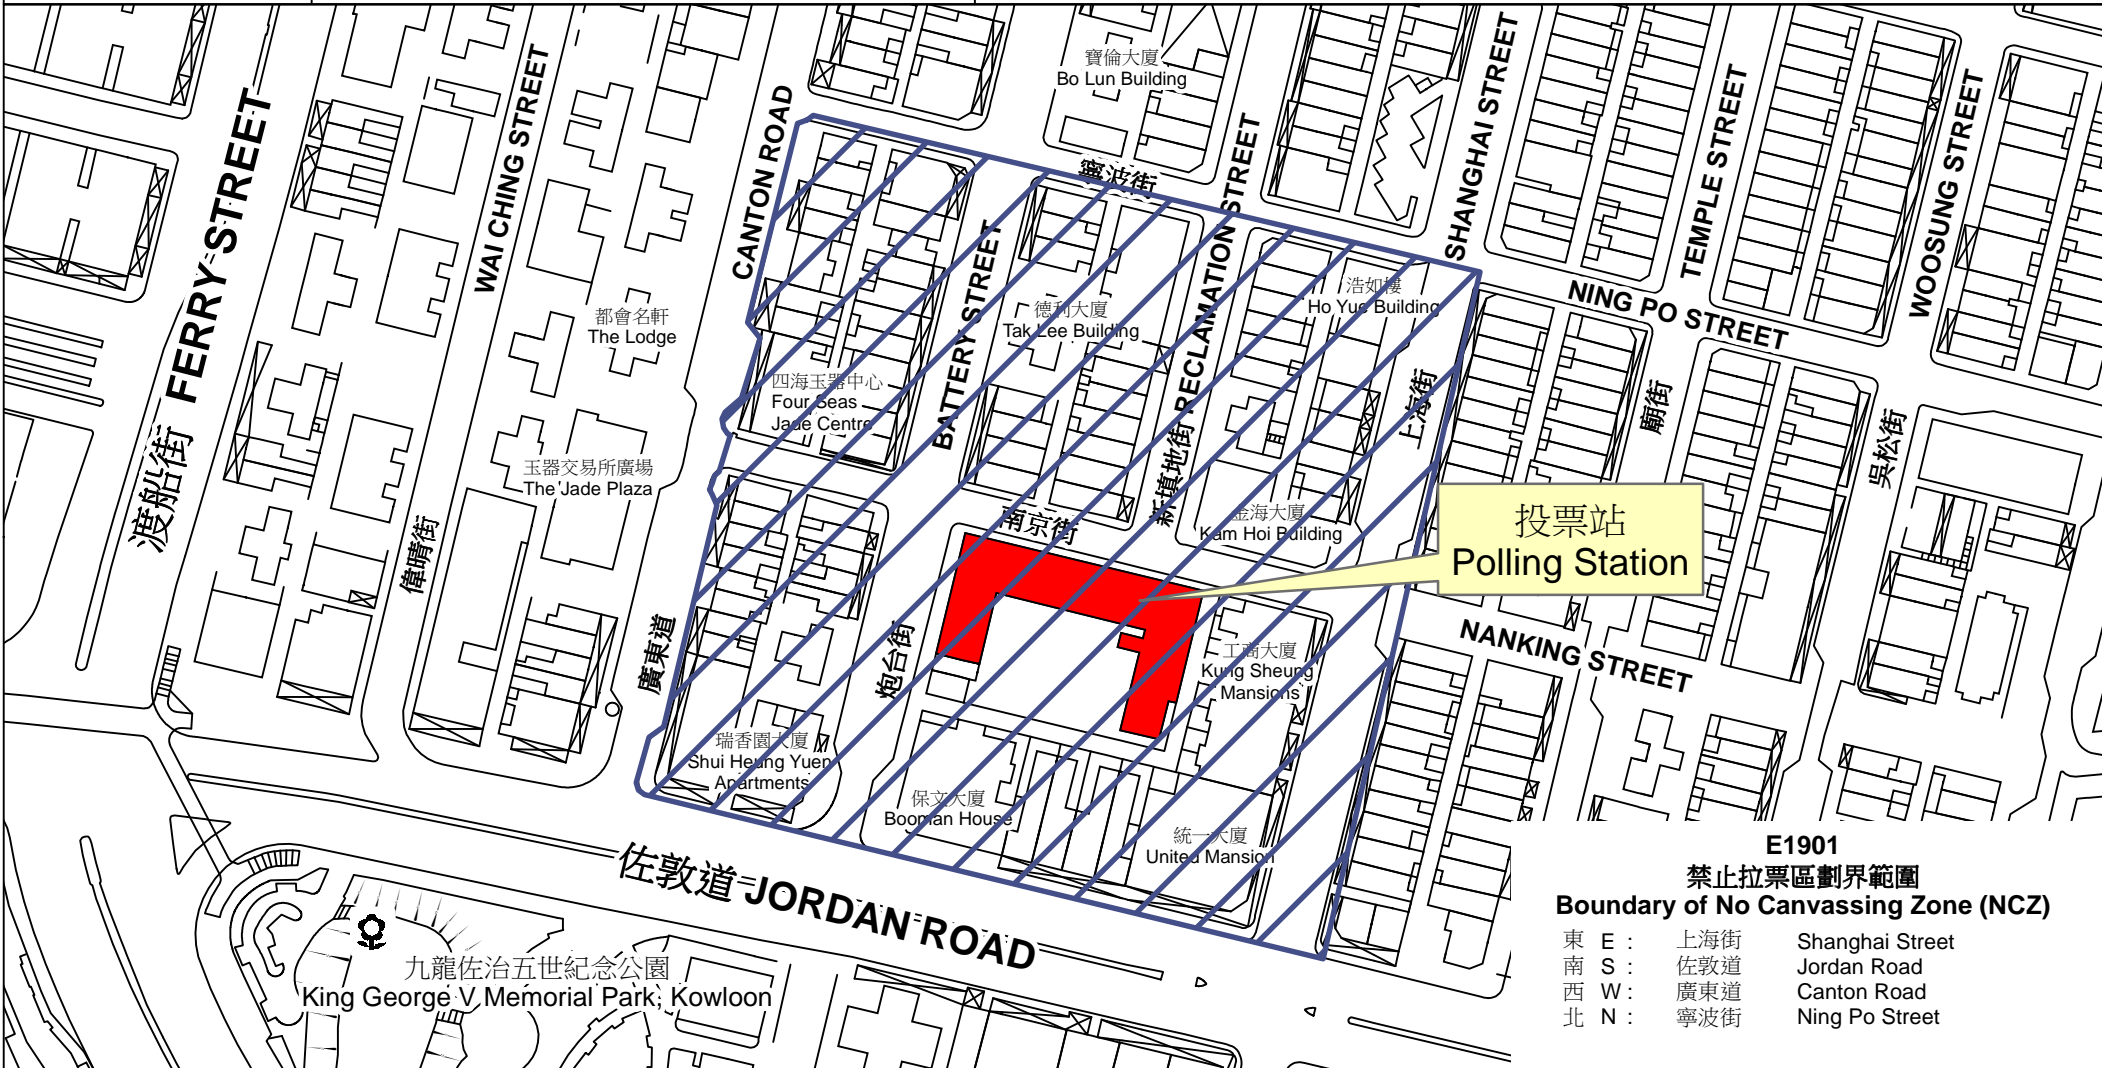 寶倫大廈
Bo Lun Building
FERRY STREET
渡船街
WAI CHING STREET
偉晴街
CANTON ROAD
廣東道
BATTERY STREET
炮台街
寧波街
RECLAMATION STREET
新填地街
SHANGHAI STREET
上海街
TEMPLE STREET
廟街
WOOSUNG STREET
吳松街
NING PO STREET
浩如樓
Ho Yue Building
德利大廈
Tak Lee Building
都會名軒
The Lodge
四海玉器中心
Four Seas
Jade Centre
玉器交易所廣場
The Jade Plaza
南京街
金海大廈
Kam Hoi Building
投票站
Polling Station
NANKING STREET
工商大廈
Kung Sheung
Mansions
瑞香園大廈
Shui Heung Yuen
Apartments
保文大廈
Booman House
統一大廈
United Mansion
佐敦道 JORDAN ROAD
九龍佐治五世紀念公園
King George V Memorial Park, Kowloon
E1901
禁止拉票區劃界範圍
Boundary of No Canvassing Zone (NCZ)
東 E : 上海街 Shanghai Street
南 S : 佐敦道 Jordan Road
西 W : 廣東道 Canton Road
北 N : 寧波街 Ning Po Street